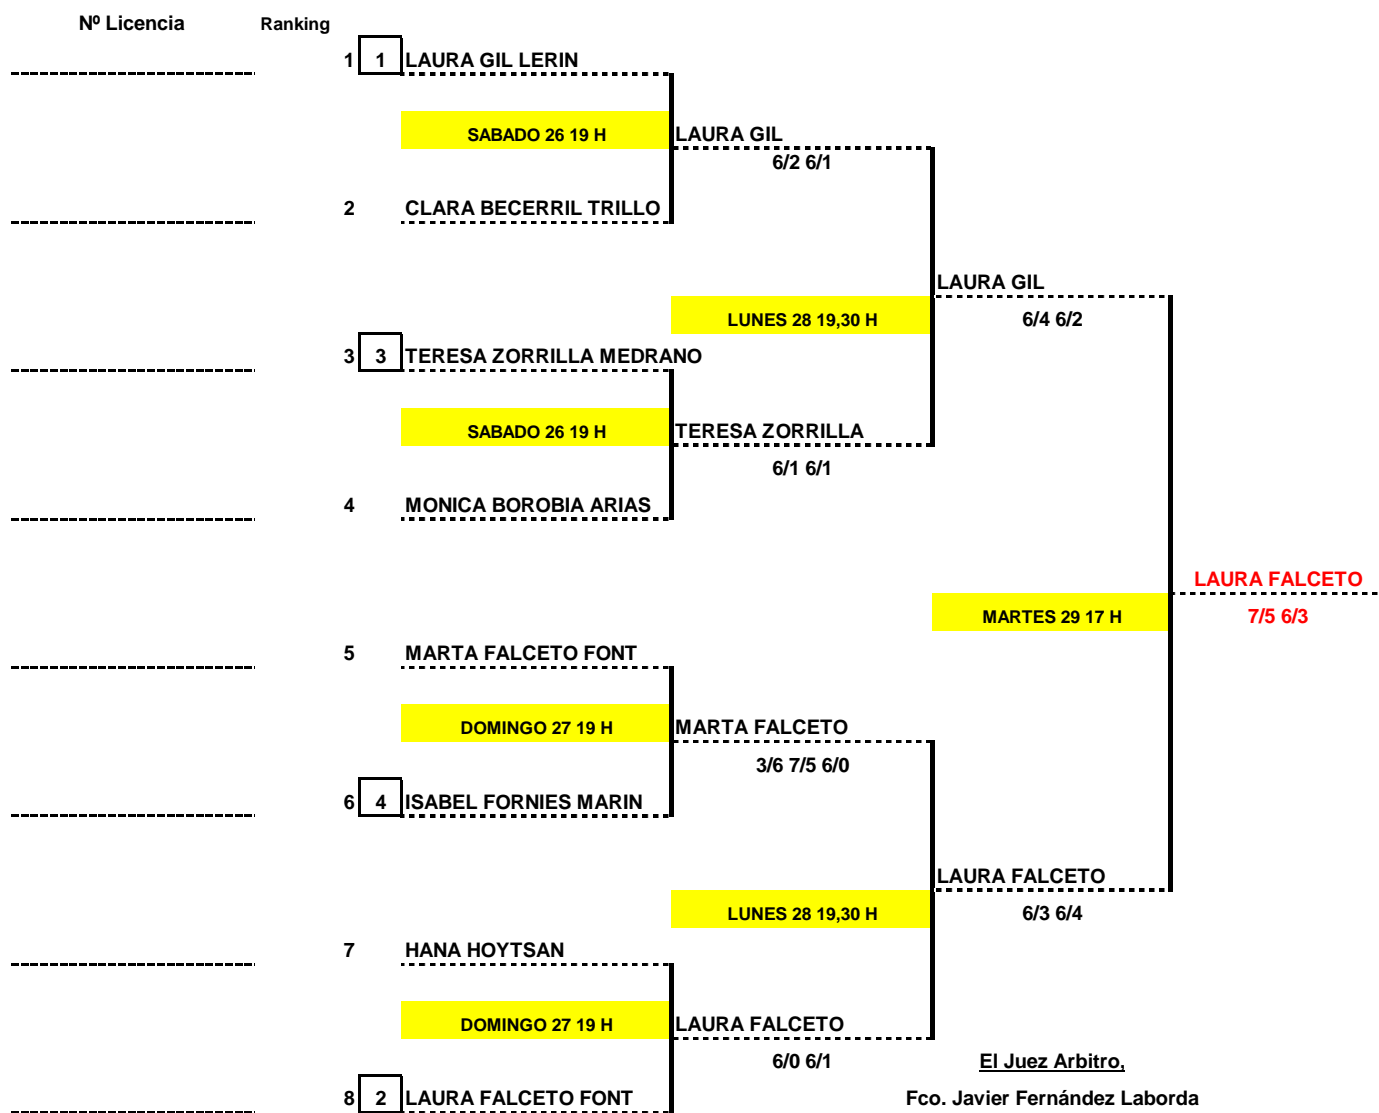 Nº Licencia Ranking
1 1 LAURA GIL LERIN
SABADO 26 19 H LAURA GIL
6/2 6/1
2 CLARA BECERRIL TRILLO
LAURA GIL
LUNES 28 19,30 H 6/4 6/2
3 3 TERESA ZORRILLA MEDRANO
SABADO 26 19 H TERESA ZORRILLA
6/1 6/1
4 MONICA BOROBIA ARIAS
LAURA FALCETO
MARTES 29 17 H 7/5 6/3
5 MARTA FALCETO FONT
DOMINGO 27 19 H MARTA FALCETO
3/6 7/5 6/0
6 4 ISABEL FORNIES MARIN
LAURA FALCETO
LUNES 28 19,30 H 6/3 6/4
7 HANA HOYTSAN
DOMINGO 27 19 H LAURA FALCETO
6/0 6/1 El Juez Arbitro,
8 2 LAURA FALCETO FONT Fco. Javier Fernández Laborda